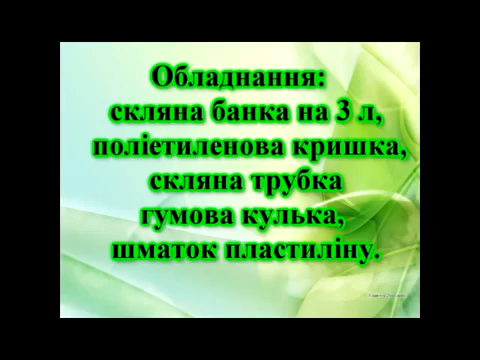 Обладнання:
скляна банка на 3 л,
поліетиленова кришка,
скляна трубка
гумова кулька,
шматок пластиліну.